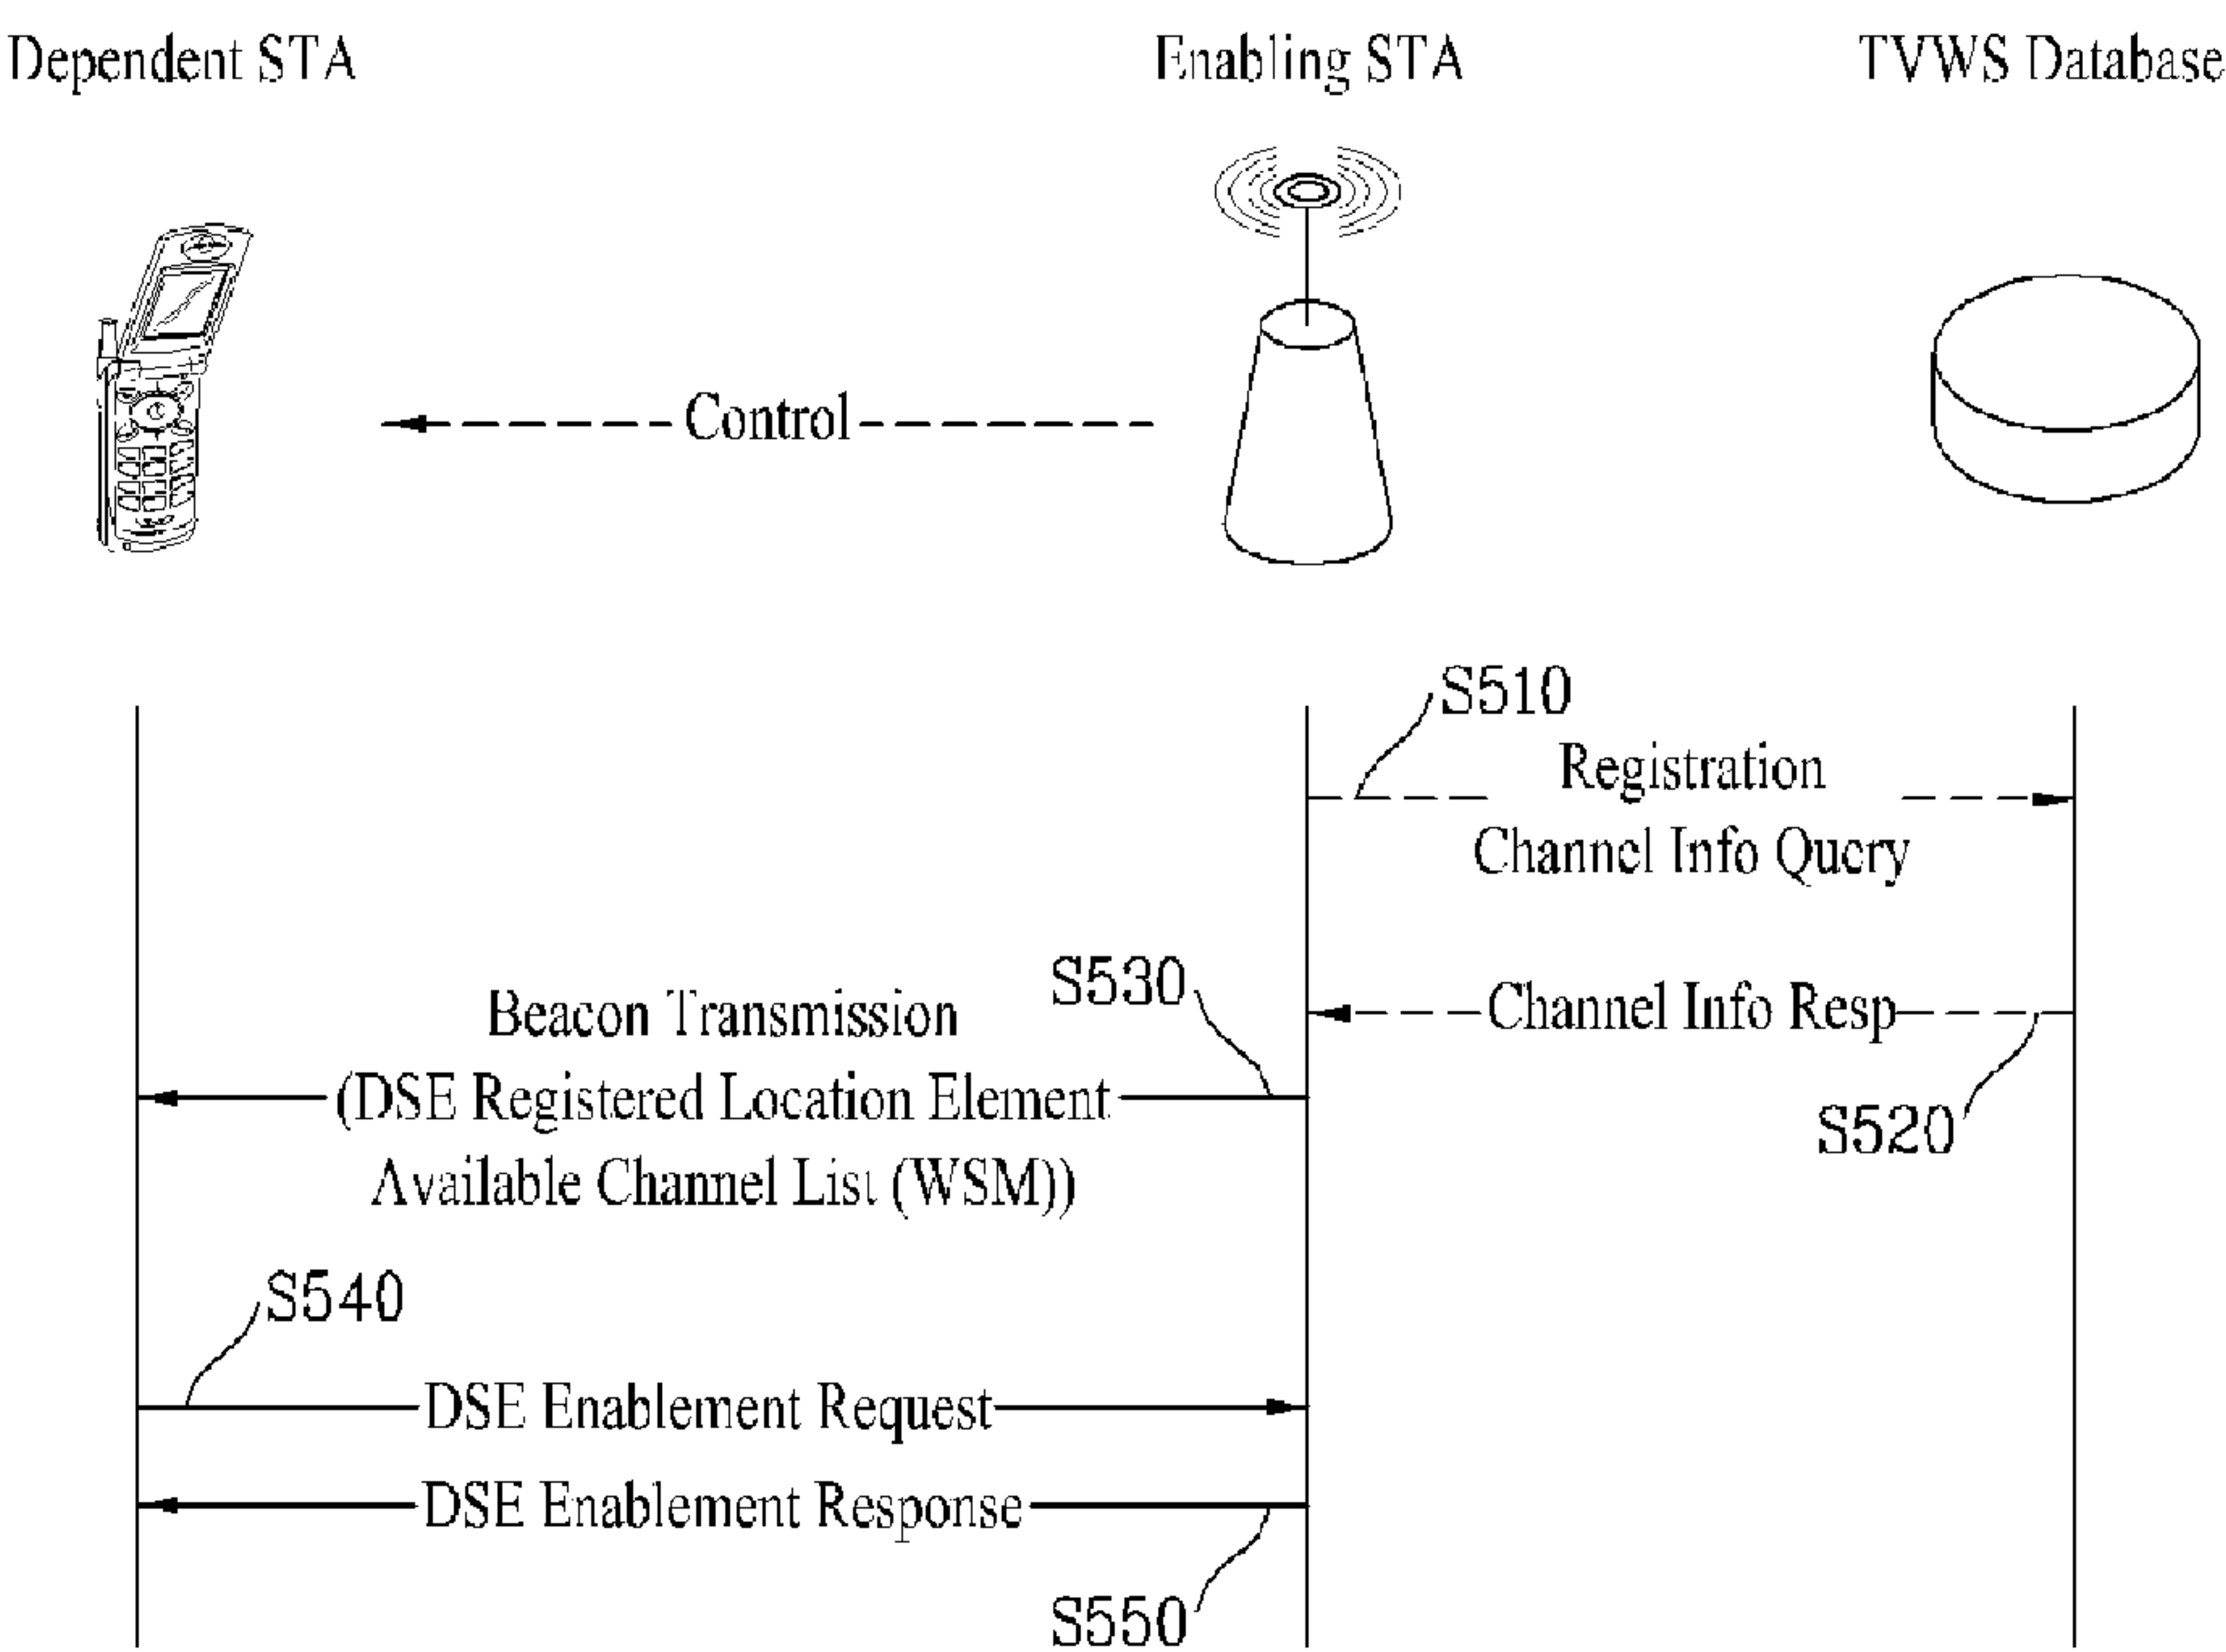 Dependent STA
Enabling STA
TVWS Database
Control
S510
Registration
Channel Info Query
S530
Channel Info Resp
Beacon Transmission
(DSE Registered Location Element
S520
Available Channel List (WSM))
S540
DSE Enablement Request
DSE Enablement Response
S550